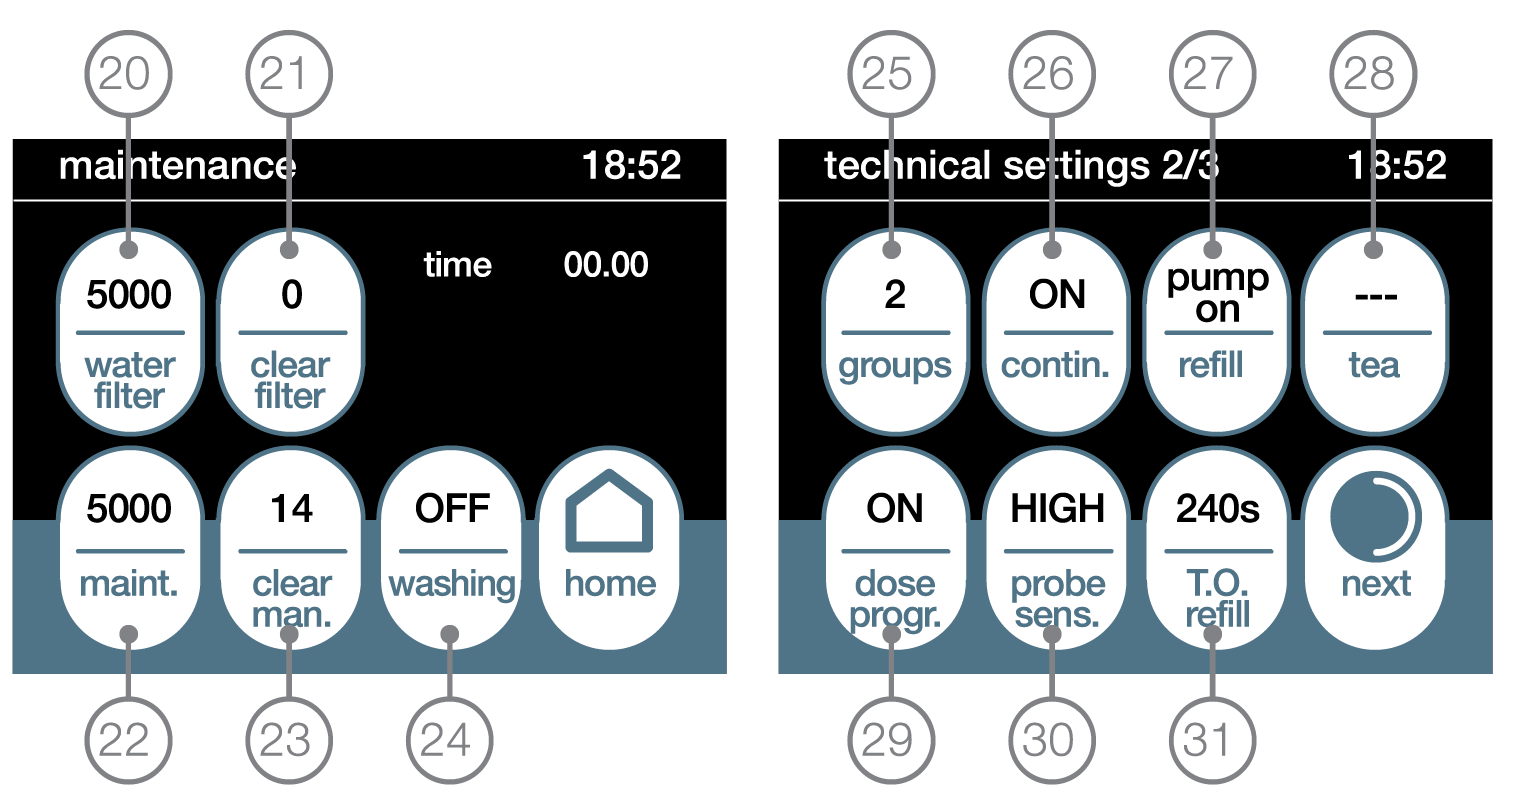 20 21
maintenance 18:52
5000
water
filter
0
clear
filter
time 00.00
5000
maint.
14
clear
man.
OFF
washing
home
22 23 24
25 26 27 28
technical settings 2/3 18:52
2
groups
ON
contin.
pump
on
refill
---
tea
ON
dose
progr.
HIGH
probe
sens.
240s
T.O.
refill
next
29 30 31